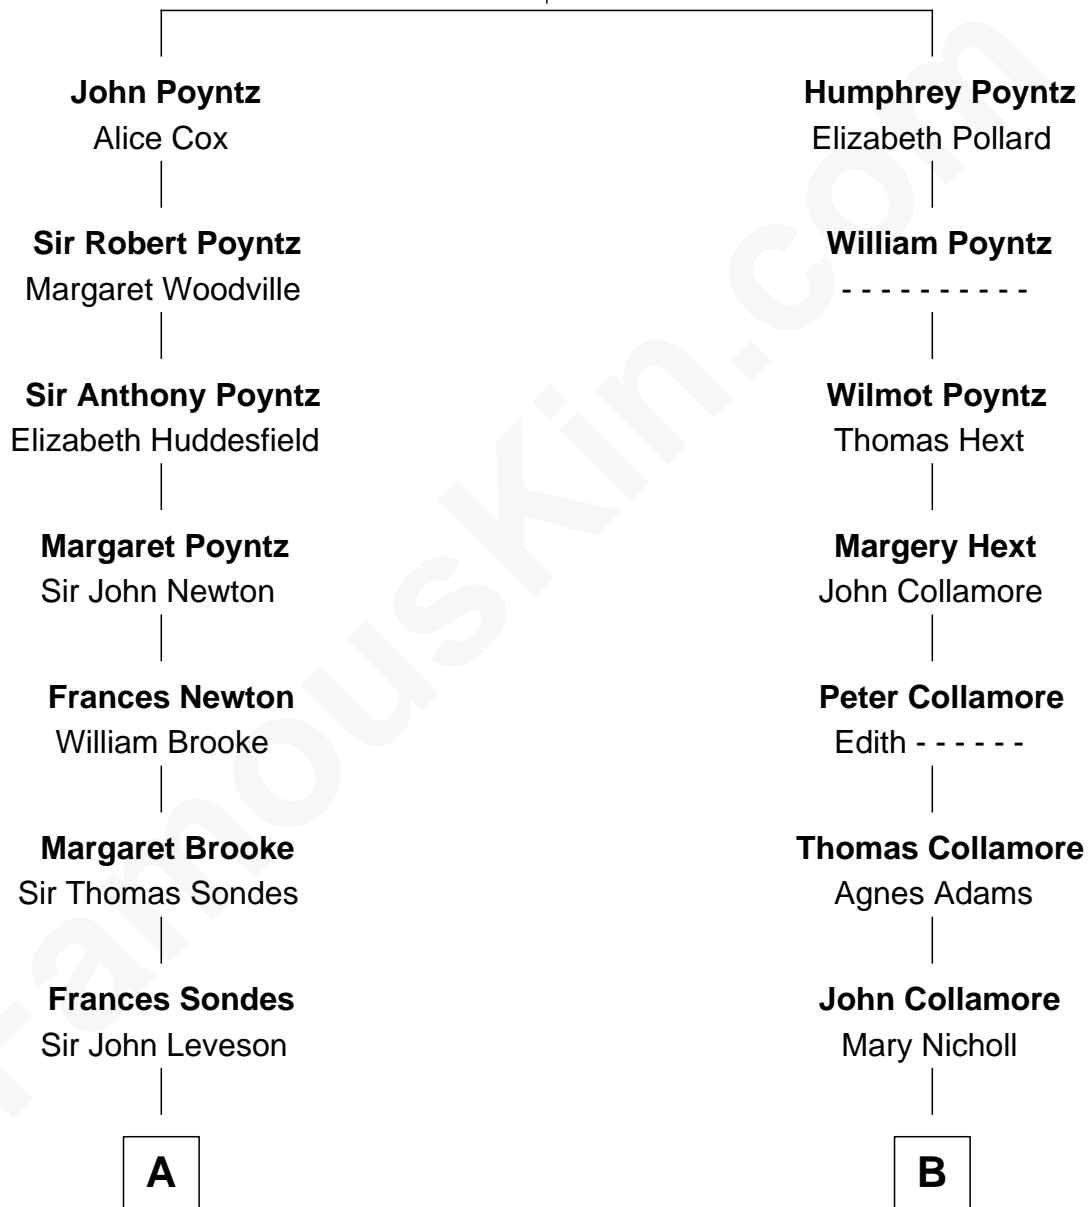 John Poyntz
Alice Cox
Sir Robert Poyntz
Margaret Woodville
Sir Anthony Poyntz
Elizabeth Huddesfield
Margaret Poyntz
Sir John Newton
Frances Newton
William Brooke
Margaret Brooke
Sir Thomas Sondes
Frances Sondes
Sir John Leveson
A
Humphrey Poyntz
Elizabeth Pollard
William Poyntz
- - - - - - - - - -
Wilmot Poyntz
Thomas Hext
Margery Hext
John Collamore
Peter Collamore
Edith - - - - - -
Thomas Collamore
Agnes Adams
John Collamore
Mary Nicholl
B
FamousKin.com